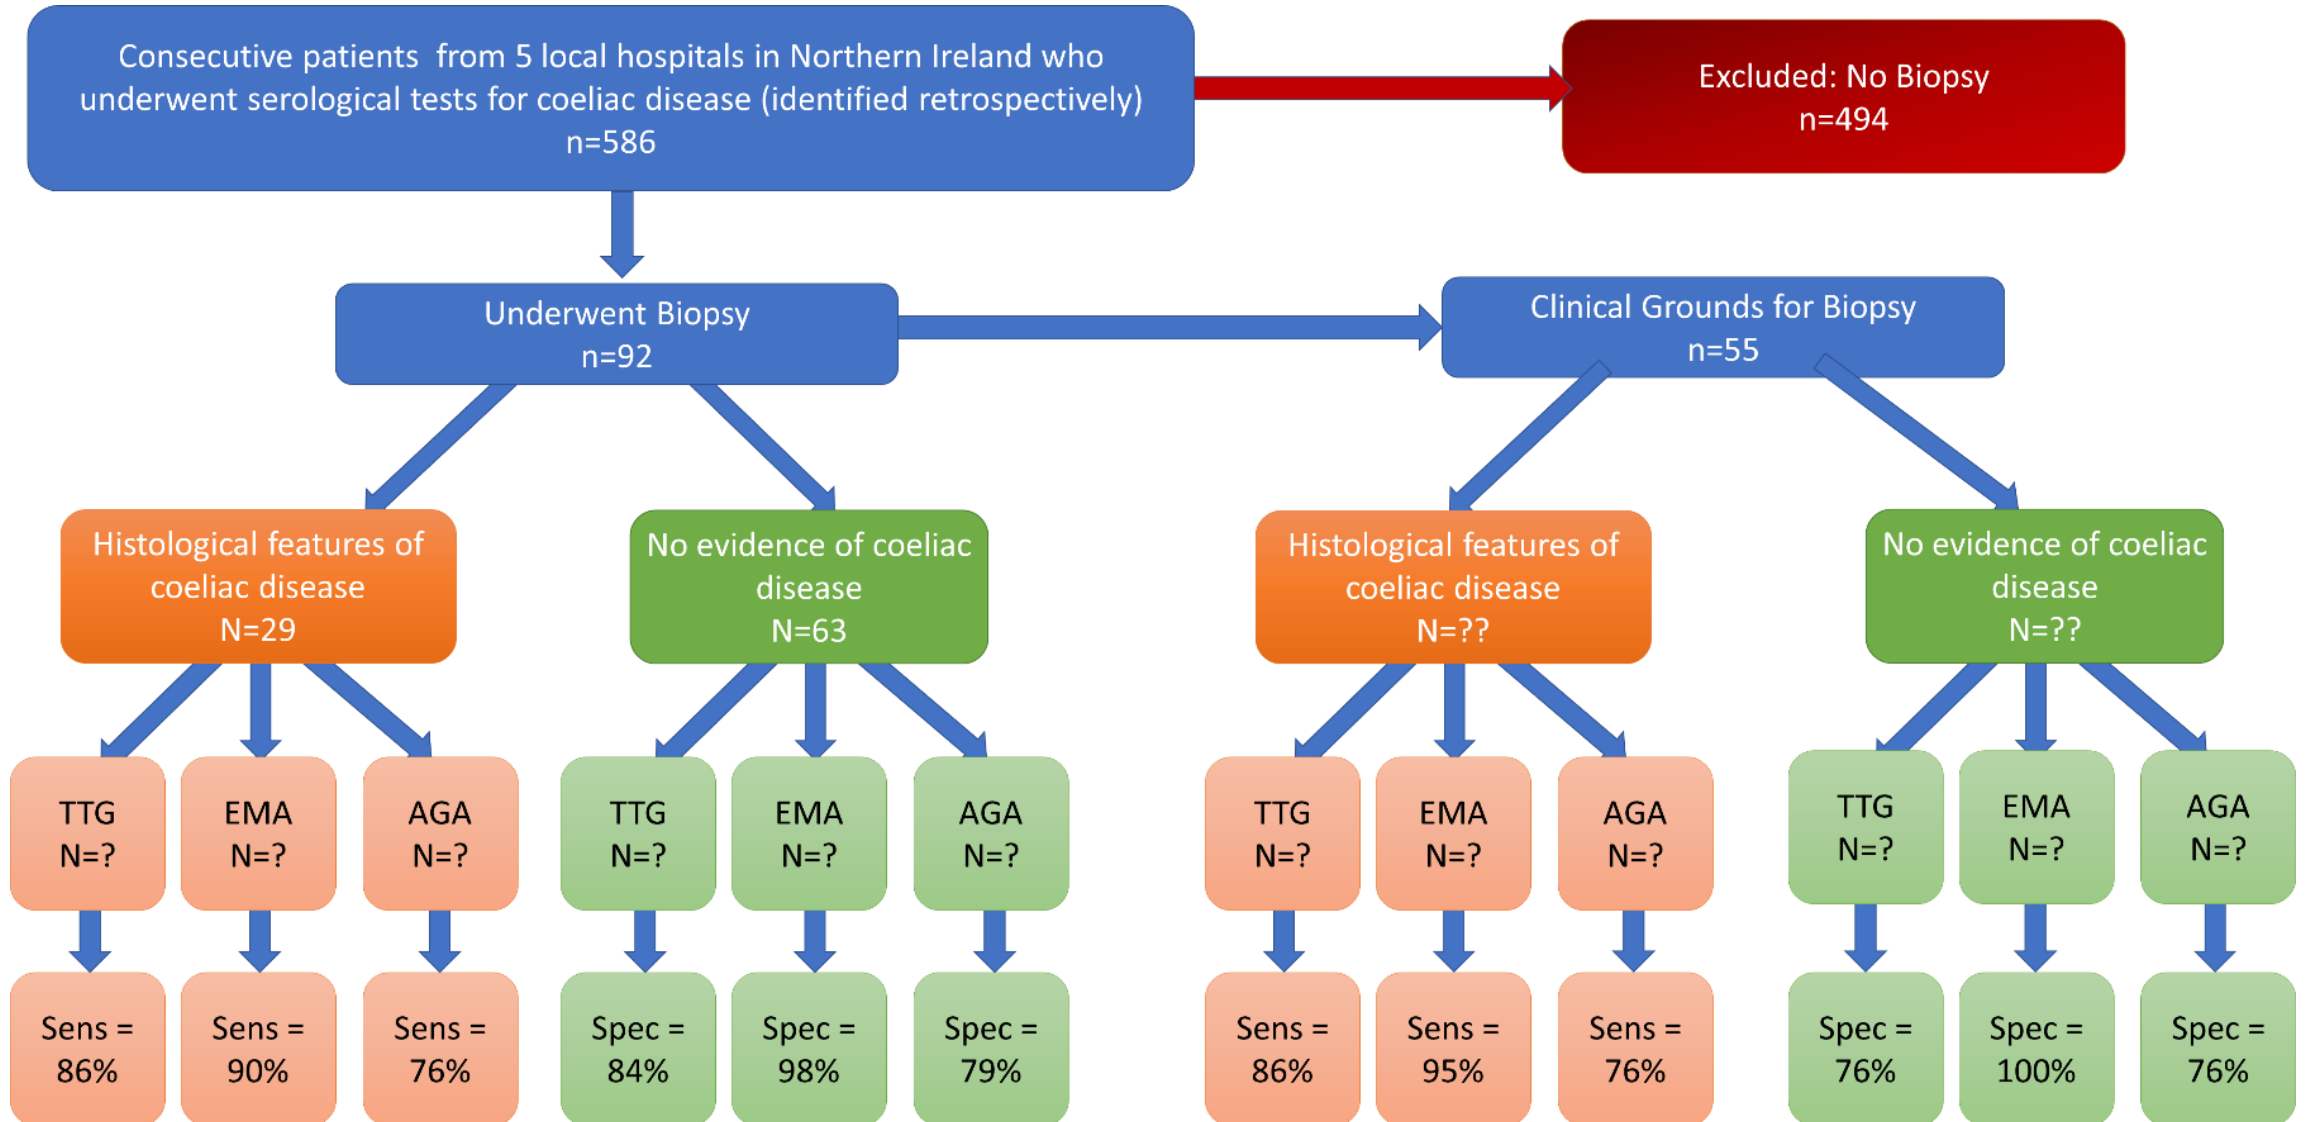 Consecutive patients  from 5 local hospitals in Northern Ireland who
underwent serological tests for coeliac disease (identified retrospectively)
n=586
Excluded: No Biopsy
n=494
Underwent Biopsy
n=92
Clinical Grounds for Biopsy
n=55
Histological features of
coeliac disease
N=29
No evidence of coeliac
disease
N=63
Histological features of
coeliac disease
N=??
No evidence of coeliac
disease
N=??
TTG
N=?
EMA
N=?
AGA
N=?
TTG
N=?
EMA
N=?
AGA
N=?
TTG
N=?
EMA
N=?
AGA
N=?
TTG
N=?
EMA
N=?
AGA
N=?
Sens =
86%
Sens =
90%
Sens =
76%
Spec =
84%
Spec =
98%
Spec =
79%
Sens =
86%
Sens =
95%
Sens =
76%
Spec =
76%
Spec =
100%
Spec =
76%